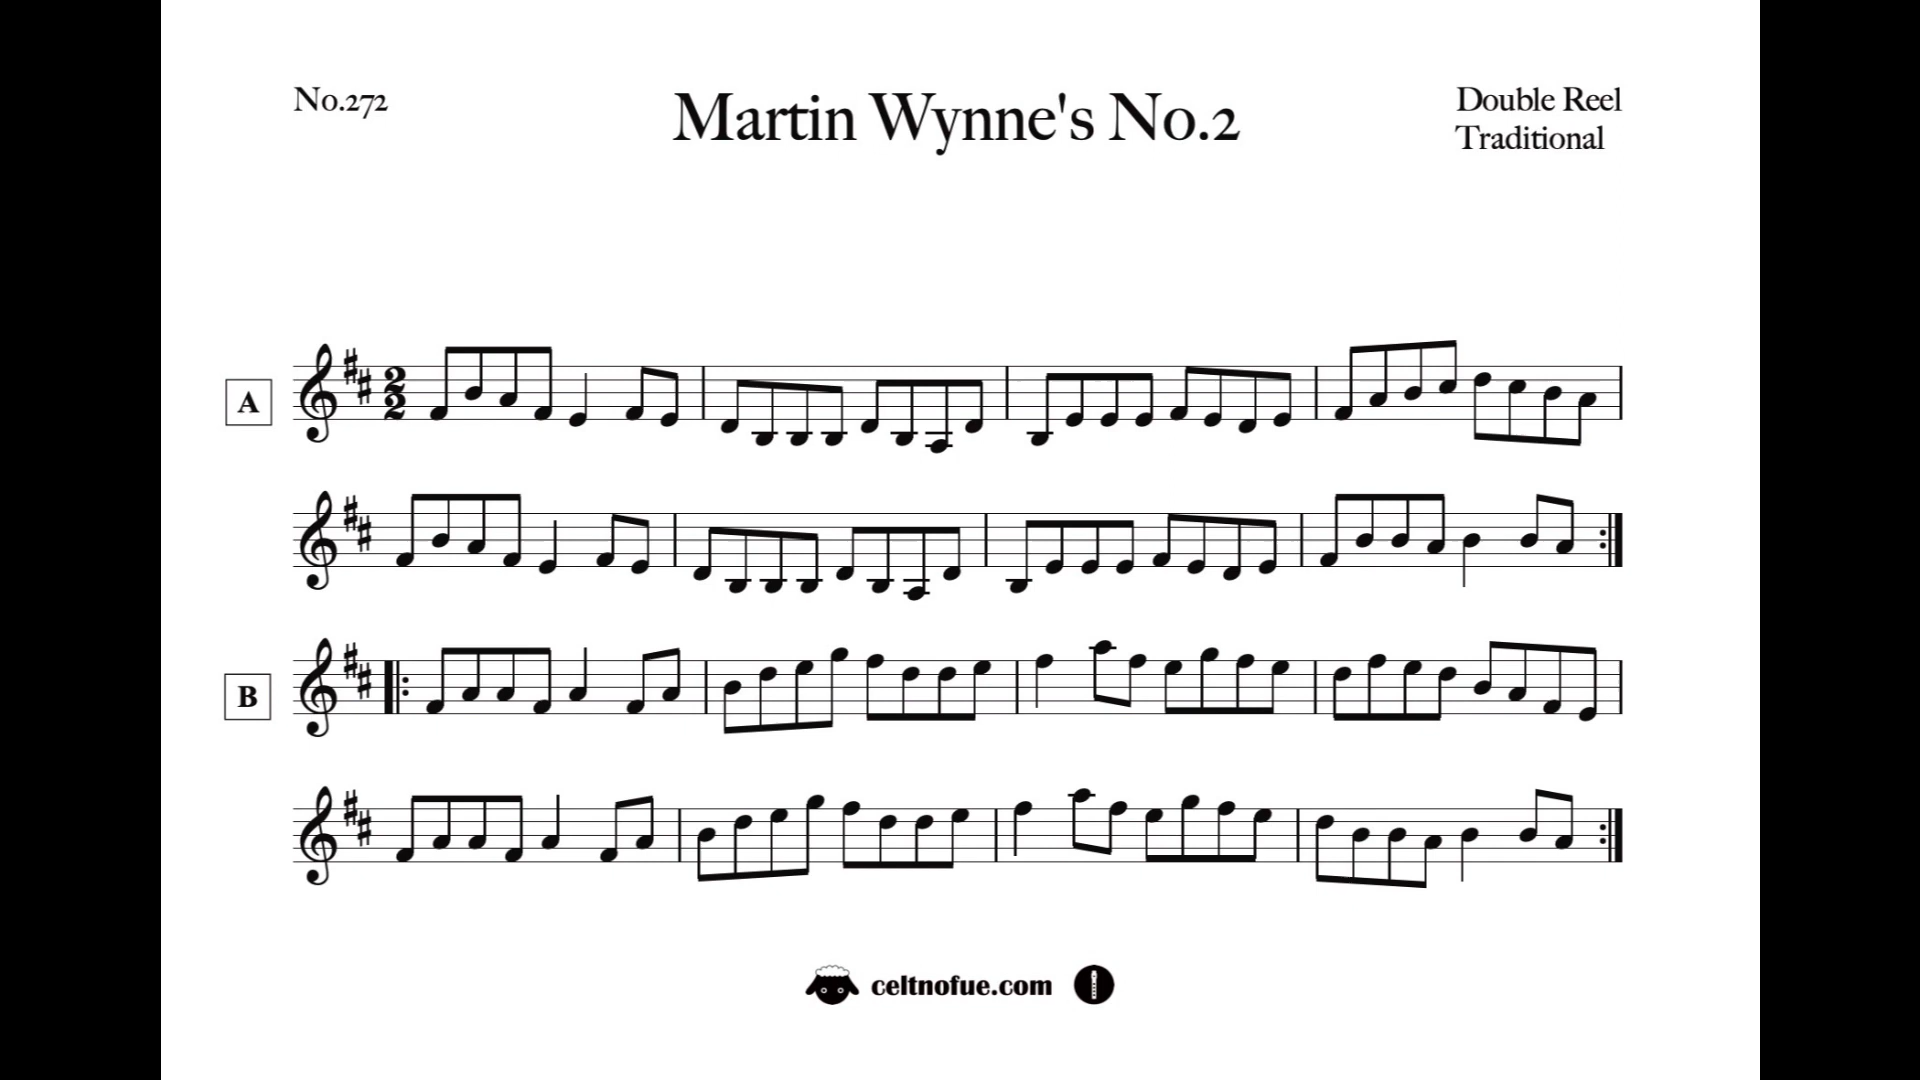 No.272
Martin Wynne's No.2
Double Reel
Traditional
A
B
celtnofue.com